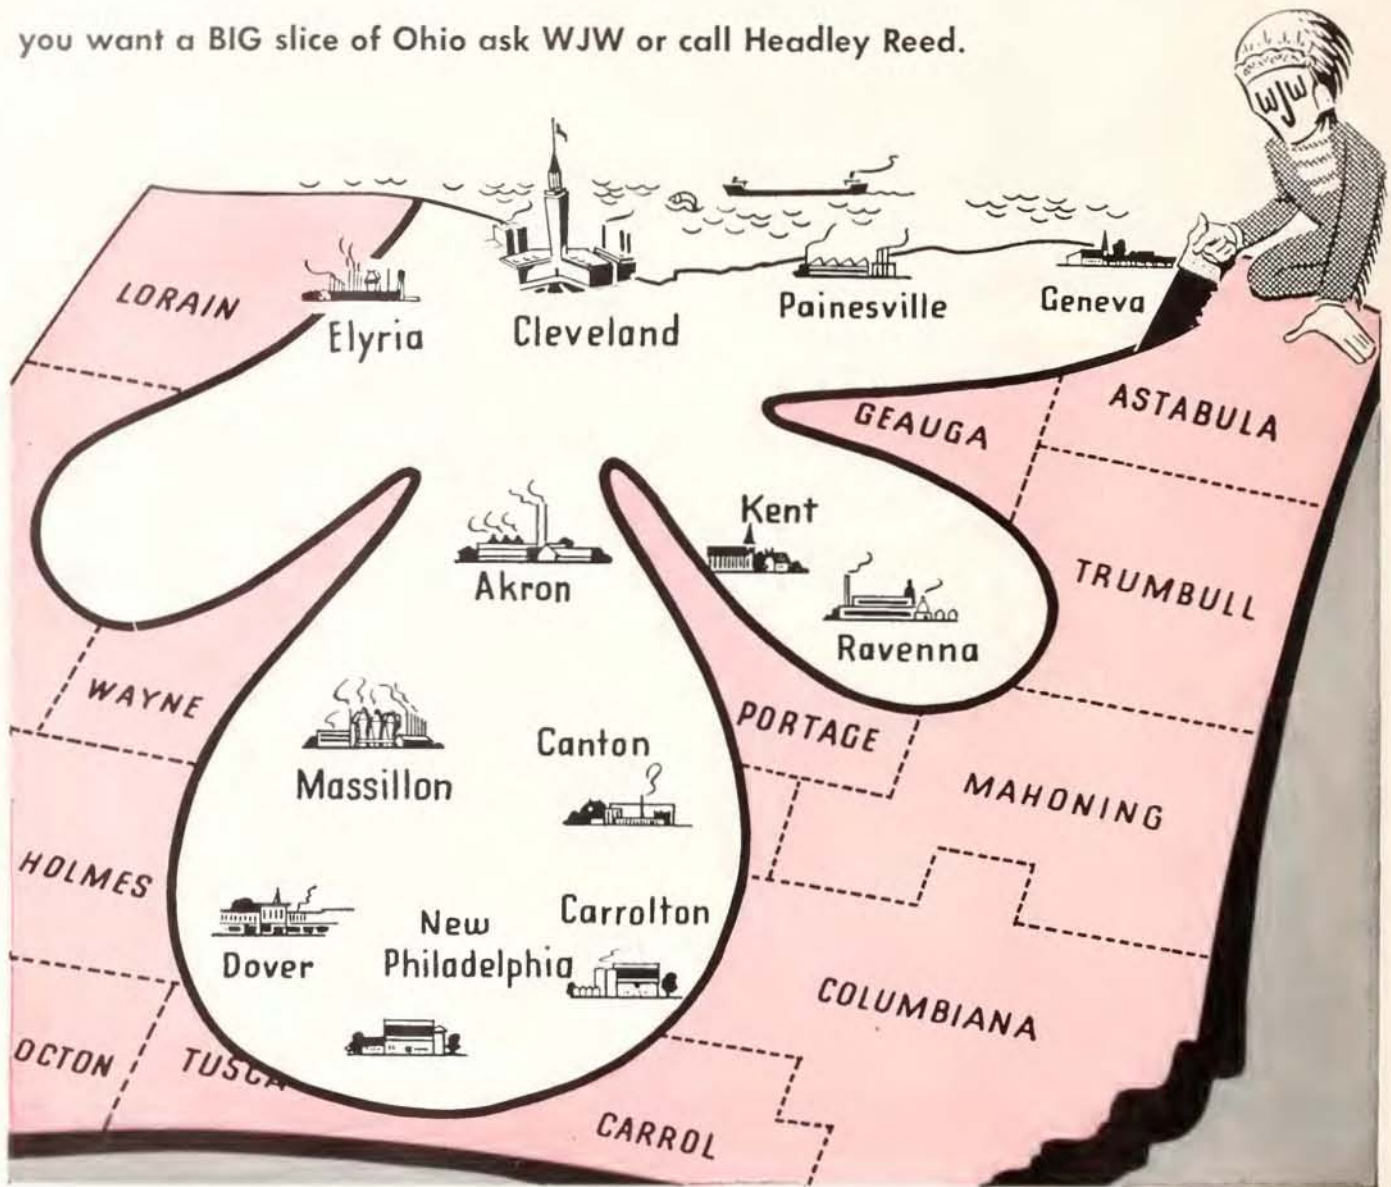 you want a BIG slice of Ohio ask WJW or call Headley Reed.
WJW
LORAIN
Elyria
Cleveland
Painesville
Geneva
GEAUGA
ASTABULA
Kent
Akron
Ravenna
TRUMBULL
WAYNE
PORTAGE
Massillon
Canton
MAHONING
HOLMES
Dover
New
Philadelphia
Carrolton
COLUMBIANA
OCTON
TUSCA
CARROL